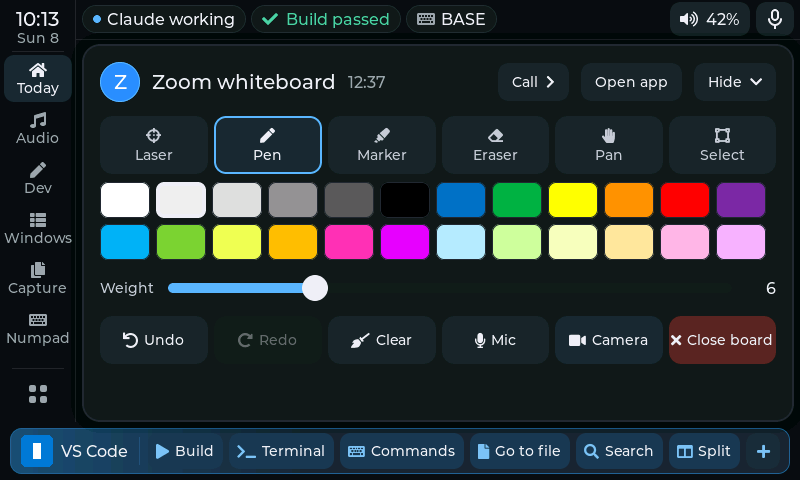 10:13
Sun 8
Claude working
Build passed
BASE
42%
Today
Audio
Dev
Windows
Capture
Numpad
Z
Zoom whiteboard
12:37
Call
Open app
Hide
Laser
Pen
Marker
Eraser
Pan
Select
Weight
6
Undo
Redo
Clear
Mic
Camera
Close board
VS Code
Build
Terminal
Commands
Go to file
Search
Split